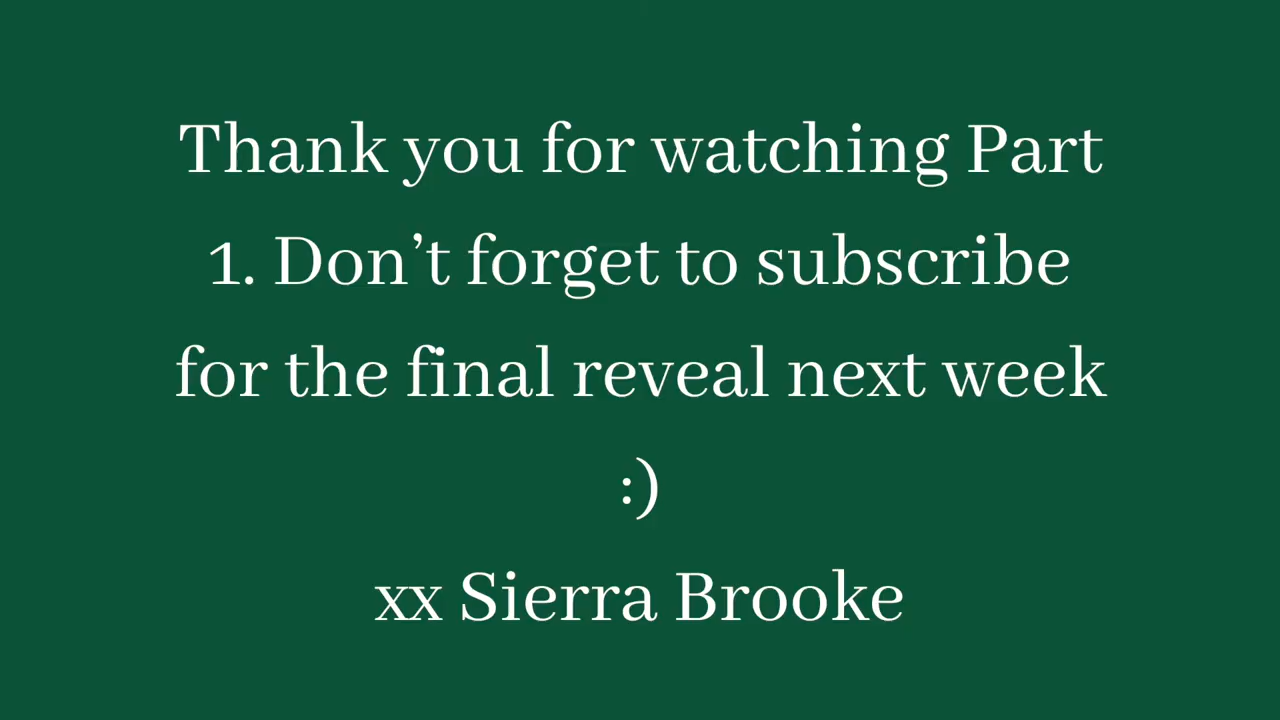 Thank you for watching Part
1. Don’t forget to subscribe
for the final reveal next week
:)
xx Sierra Brooke